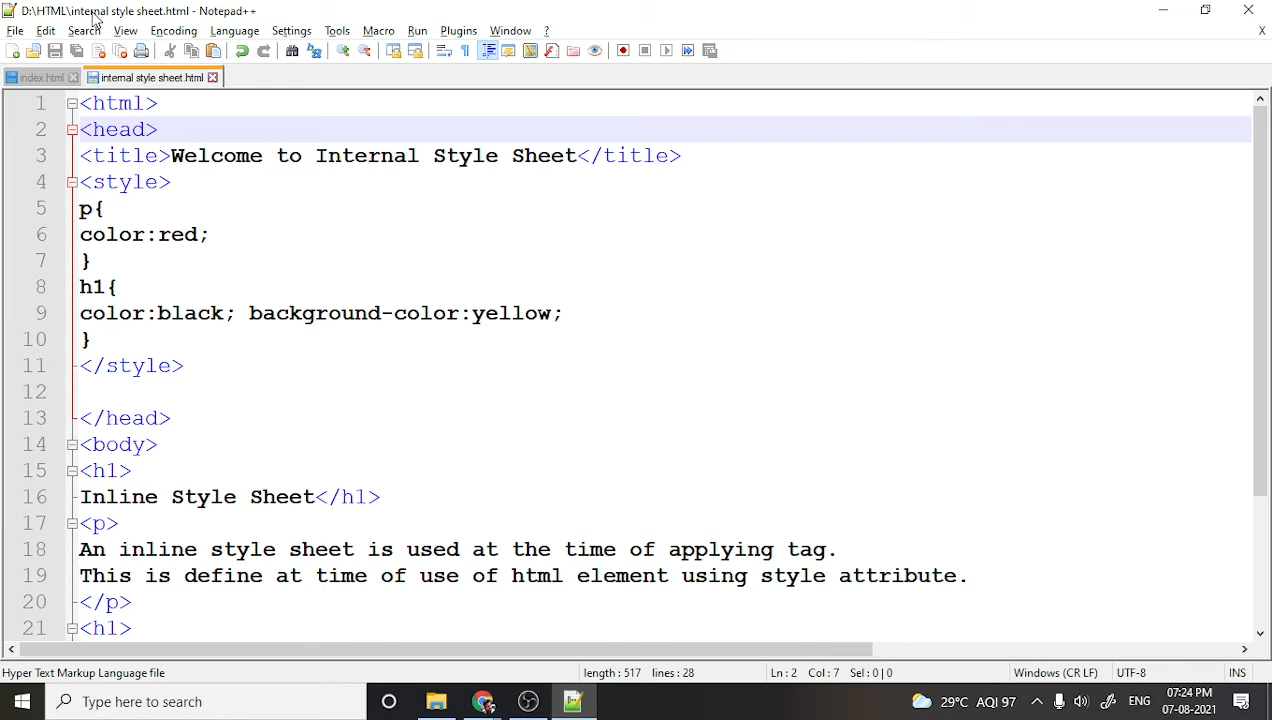 D:\HTML\internal style sheet.html - Notepad++
File Edit Search View Encoding Language Settings Tools Macro Run Plugins Window ? X
index.html internal style sheet.html
1 <html>
2 <head>
3 <title>Welcome to Internal Style Sheet</title>
4 <style>
5 p{
6 color:red;
7 }
8 h1{
9 color:black; background-color:yellow;
10 }
11 </style>
12
13 </head>
14 <body>
15 <h1>
16 Inline Style Sheet</h1>
17 <p>
18 An inline style sheet is used at the time of applying tag.
19 This is define at time of use of html element using style attribute.
20 </p>
21 <h1>
Hyper Text Markup Language file length : 517 lines : 28 Ln : 2 Col : 7 Sel : 0 | 0 Windows (CR LF) UTF-8 INS
Type here to search 29°C AQI 97 ENG 07:24 PM
07-08-2021